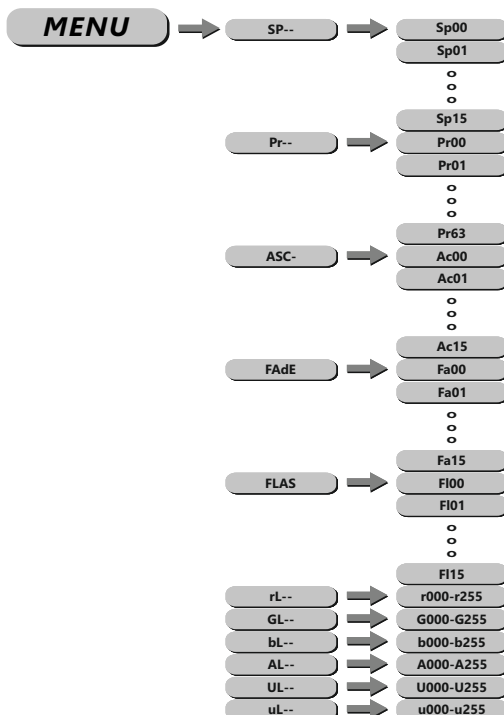 MENU SP-- Sp00
Sp01
Sp15
Pr-- Pr00
Pr01
Pr63
ASC- Ac00
Ac01
Ac15
FAdE Fa00
Fa01
Fa15
FLAS Fl00
Fl01
Fl15
rL-- r000-r255
GL-- G000-G255
bL-- b000-b255
AL-- A000-A255
UL-- U000-U255
uL-- u000-u255